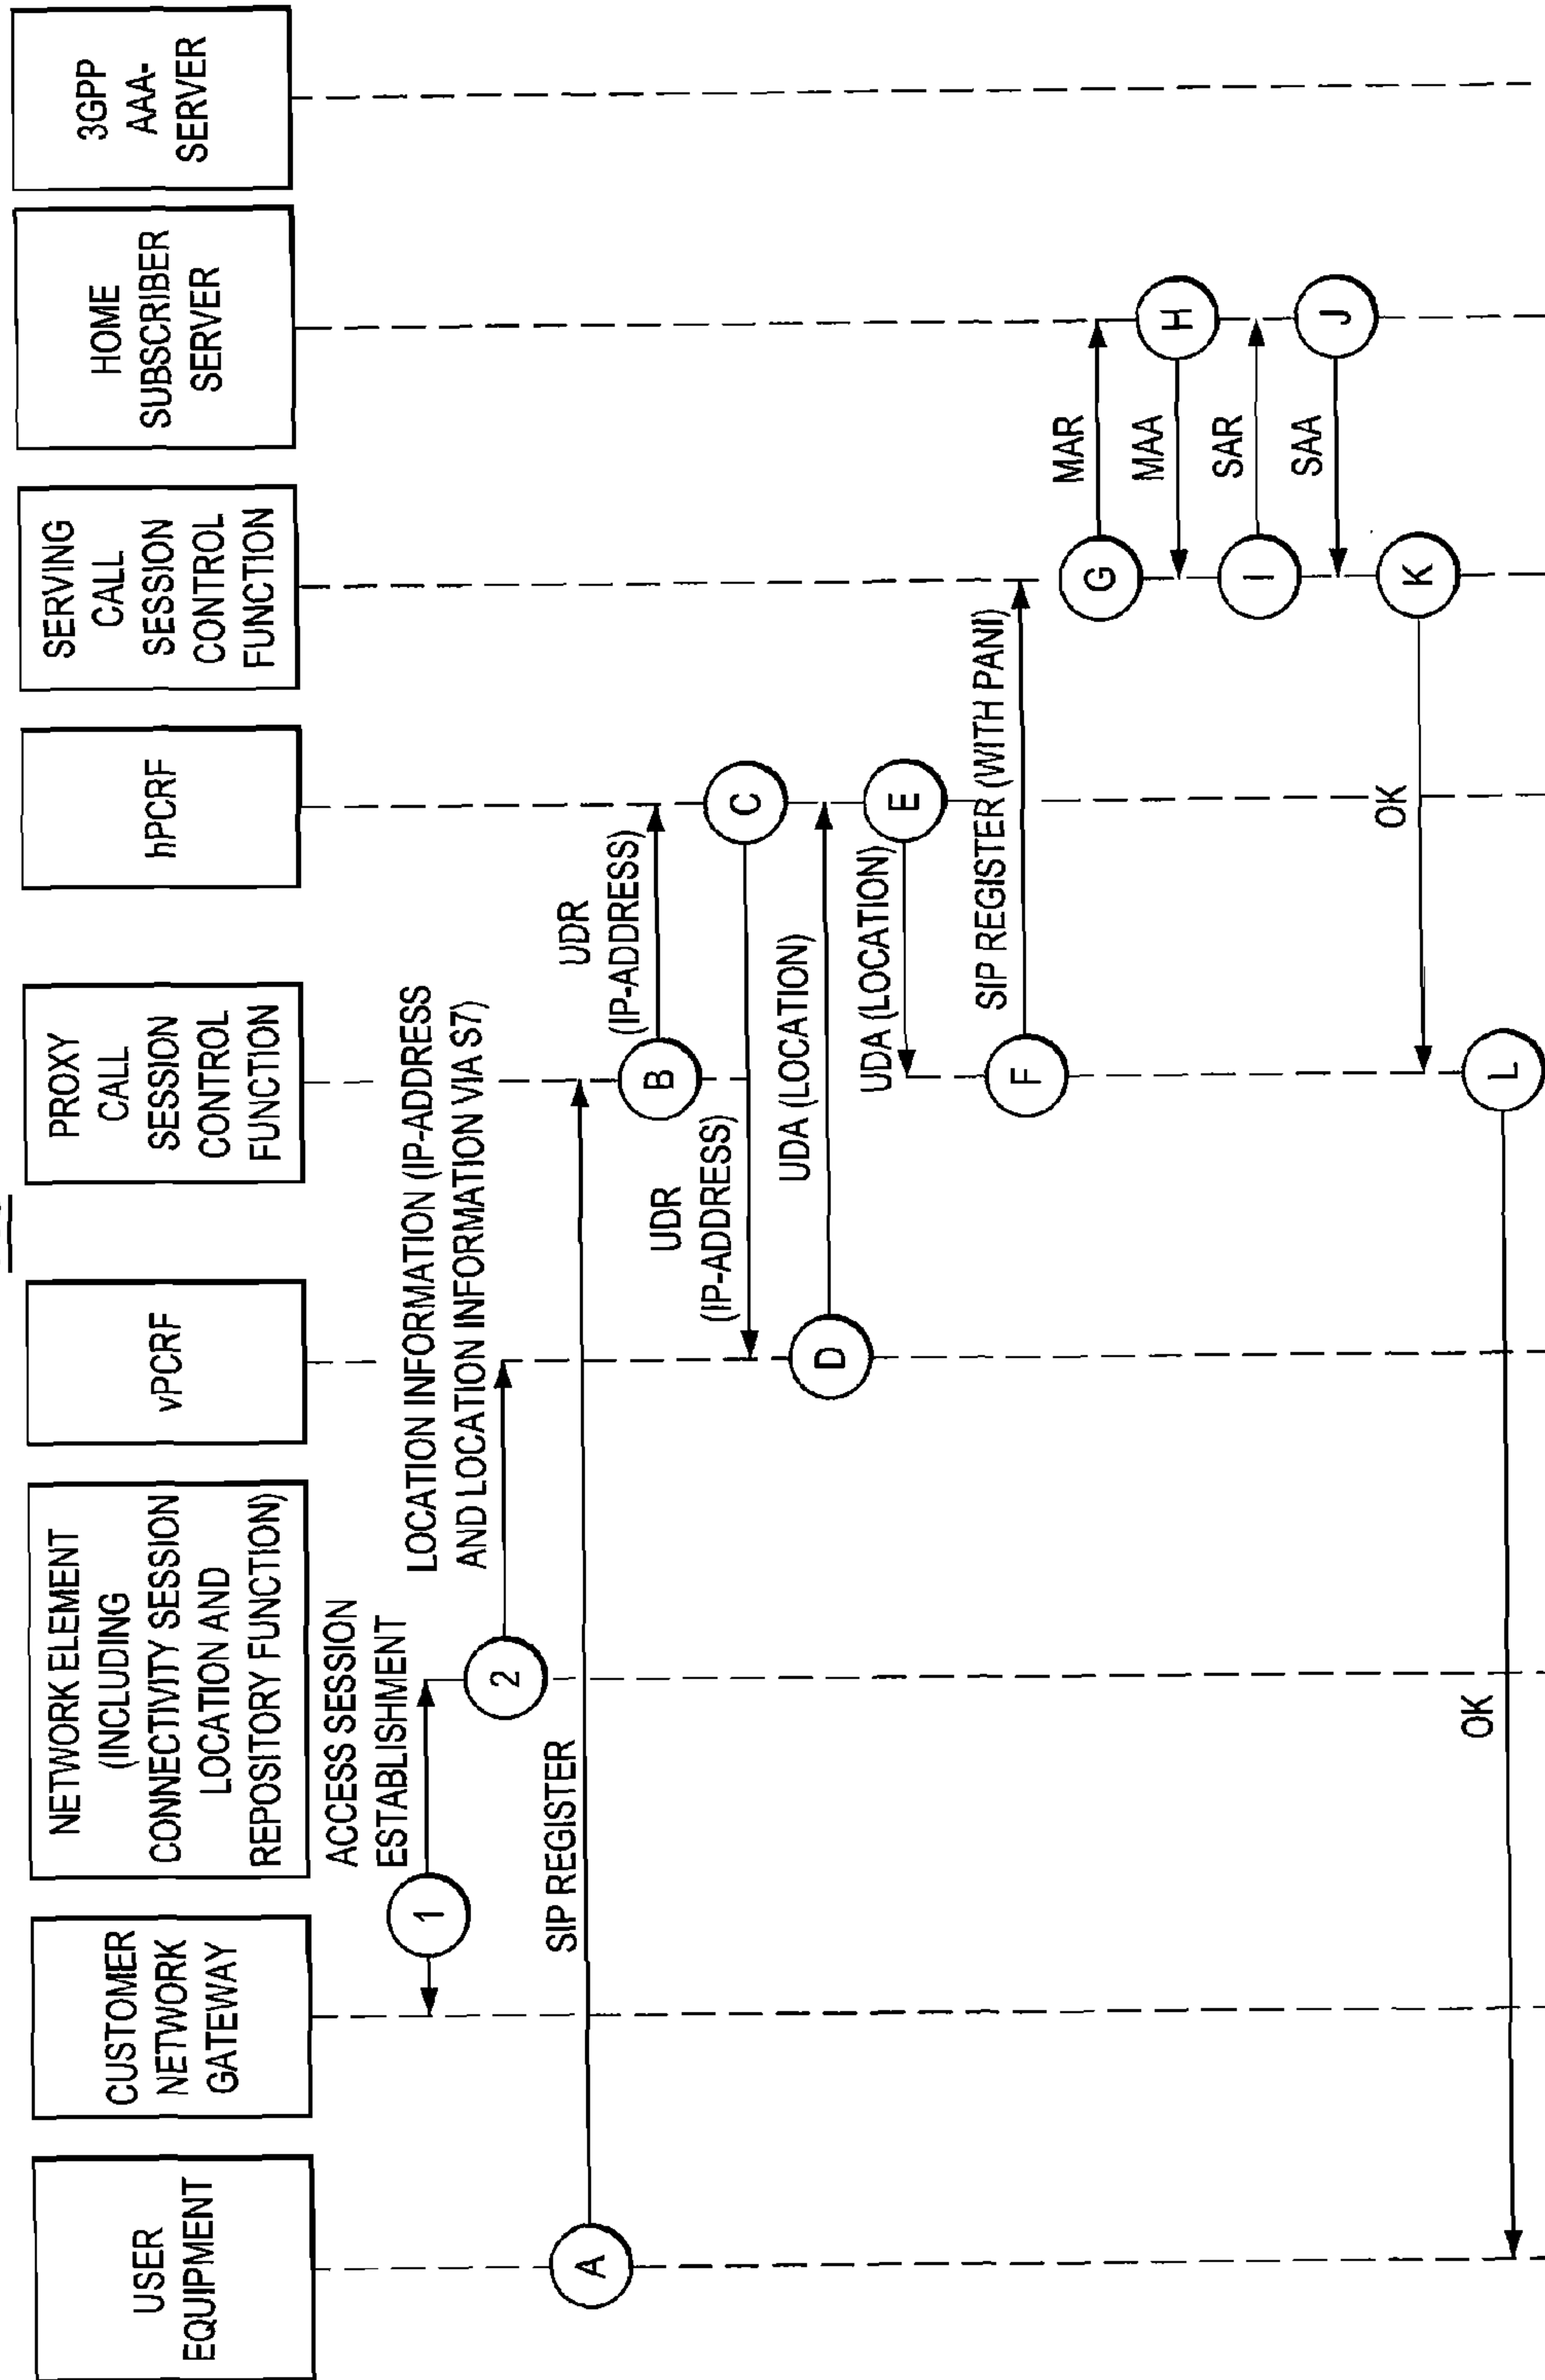 USER
EQUIPMENT
CUSTOMER
NETWORK
GATEWAY
NETWORK ELEMENT
(INCLUDING
CONNECTIVITY SESSION
LOCATION AND
REPOSITORY FUNCTION)
vPCRF
PROXY
CALL
SESSION
CONTROL
FUNCTION
hPCRF
SERVING
CALL
SESSION
CONTROL
FUNCTION
HOME
SUBSCRIBER
SERVER
3GPP
AAA-
SERVER
ACCESS SESSION
ESTABLISHMENT
1
LOCATION INFORMATION (IP-ADDRESS
AND LOCATION INFORMATION VIA S7)
2
SIP REGISTER
A
UDR
(IP-ADDRESS)
B
UDR
(IP-ADDRESS)
C
UDA (LOCATION)
D
UDA (LOCATION)
E
SIP REGISTER (WITH PANI)
F
MAR
G
MAA
H
SAR
I
SAA
J
OK
K
OK
L